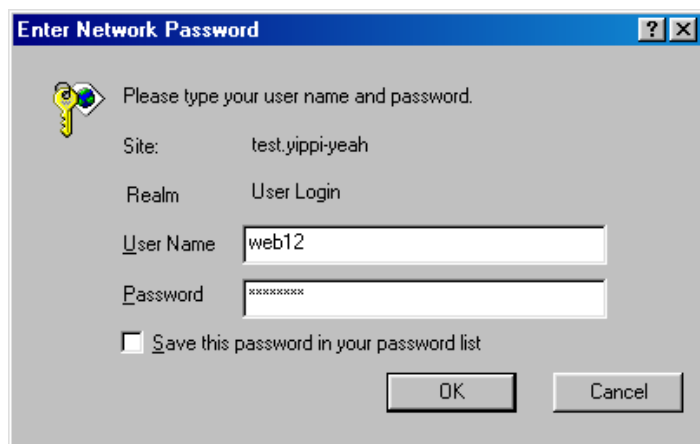 Enter Network Password
Please type your user name and password.
Site: test.yippi-yeah
Realm User Login
User Name web12
Password ********
Save this password in your password list
OK Cancel